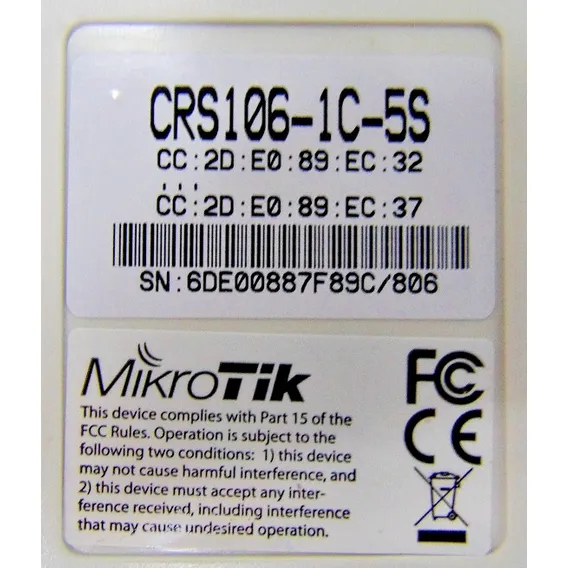 CRS106-1C-5S
CC:2D:E0:89:EC:32
...
CC:2D:E0:89:EC:37
SN:6DE00887F89C/806
MikroTik
FC
CE
This device complies with Part 15 of the
FCC Rules. Operation is subject to the
following two conditions: 1) this device
may not cause harmful interference, and
2) this device must accept any inter-
ference received, including interference
that may cause undesired operation.